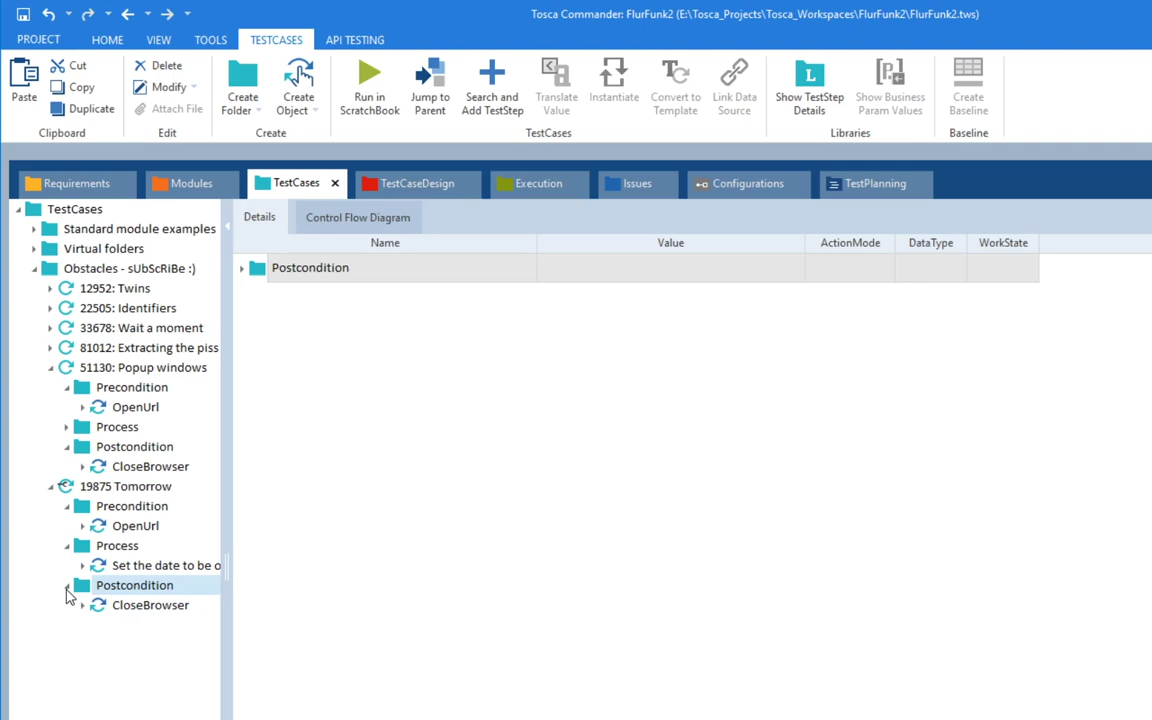 Tosca Commander: FlurFunk2 (E:\Tosca_Projects\Tosca_Workspaces\FlurFunk2\FlurFunk2.tws)
PROJECT HOME VIEW TOOLS TESTCASES API TESTING
Paste
Cut
Copy
Duplicate
Clipboard
Delete
Modify
Attach File
Edit
Create Folder
Create Object
Create
Run in ScratchBook
Jump to Parent
Search and Add TestStep
Translate Value
Instantiate
Convert to Template
Link Data Source
TestCases
Show TestStep Details
Show Business Param Values
Libraries
Create Baseline
Baseline
Requirements Modules TestCases TestCaseDesign Execution Issues Configurations TestPlanning
TestCases
Standard module examples
Virtual folders
Obstacles - sUbScRiBe :)
12952: Twins
22505: Identifiers
33678: Wait a moment
81012: Extracting the piss
51130: Popup windows
Precondition
OpenUrl
Process
Postcondition
CloseBrowser
19875 Tomorrow
Precondition
OpenUrl
Process
Set the date to be o
Postcondition
CloseBrowser
Details Control Flow Diagram
Name Value ActionMode DataType WorkState
Postcondition